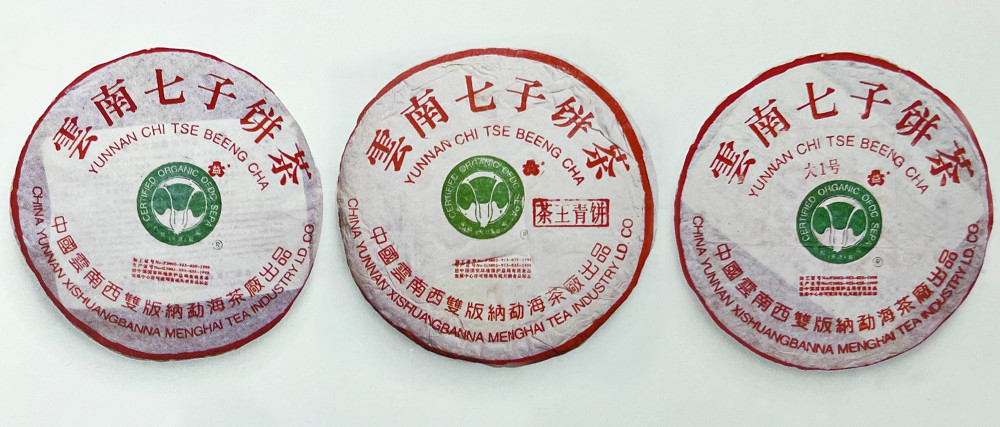 雲南七子饼茶
YUNNAN CHI TSE BEENG CHA
CERTIFIED ORGANIC OFDC SEPA
中國雲南西雙版納勐海茶廠出品
CHINA YUNNAN XISHUANGBANNA MENGHAI TEA INDUSTRY LD CO
雲南七子饼茶
YUNNAN CHI TSE BEENG CHA
CERTIFIED ORGANIC OFDC SEPA
茶王青饼
中國雲南西雙版納勐海茶廠出品
CHINA YUNNAN XISHUANGBANNA MENGHAI TEA INDUSTRY LD CO
雲南七子饼茶
YUNNAN CHI TSE BEENG CHA
大1号
CERTIFIED ORGANIC OFDC SEPA
中國雲南西雙版納勐海茶廠出品
CHINA YUNNAN XISHUANGBANNA MENGHAI TEA INDUSTRY LD CO